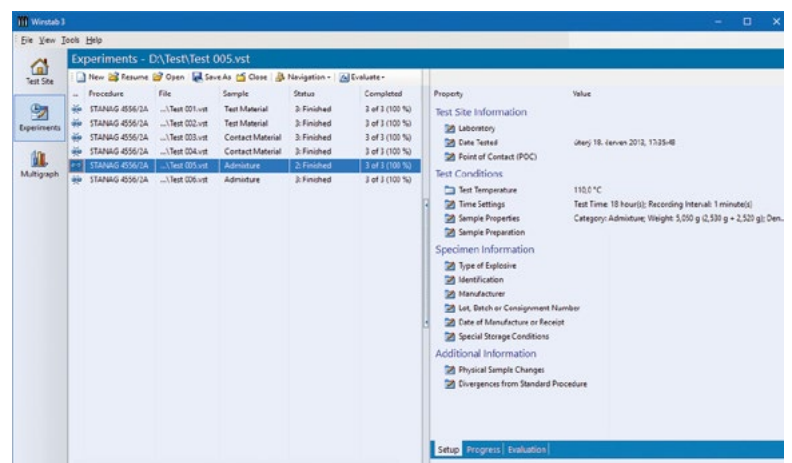 Winstab 3
File View Tools Help
Test Site
Experiments
Multigraph
Experiments - D:\Test\Test 005.vst
New Resume Open Save As Close Navigation Evaluate
... Procedure File Sample Status Completed
STANAG 4556/2A ...\Test 001.vst Test Material 3: Finished 3 of 3 (100 %)
STANAG 4556/2A ...\Test 002.vst Test Material 3: Finished 3 of 3 (100 %)
STANAG 4556/2A ...\Test 003.vst Contact Material 3: Finished 3 of 3 (100 %)
STANAG 4556/2A ...\Test 004.vst Contact Material 3: Finished 3 of 3 (100 %)
STANAG 4556/2A ...\Test 005.vst Admixture 2: Finished 3 of 3 (100 %)
STANAG 4556/2A ...\Test 006.vst Admixture 3: Finished 3 of 3 (100 %)
Property Value
Test Site Information
Laboratory
Date Tested úterý 18. červen 2013,
Point of Contact (POC)
Test Conditions
Test Temperature 110,0 °C
Time Settings Test Time: 18 hour(s); Recording Interval: 1 minute(s)
Sample Properties Category: Admixture; Weight: 5,050 g (2,530 g + 2,520 g); Den...
Sample Preparation
Specimen Information
Type of Explosive
Identification
Manufacturer
Lot, Batch or Consignment Number
Date of Manufacture or Receipt
Special Storage Conditions
Additional Information
Physical Sample Changes
Divergences from Standard Procedure
Setup Progress Evaluation